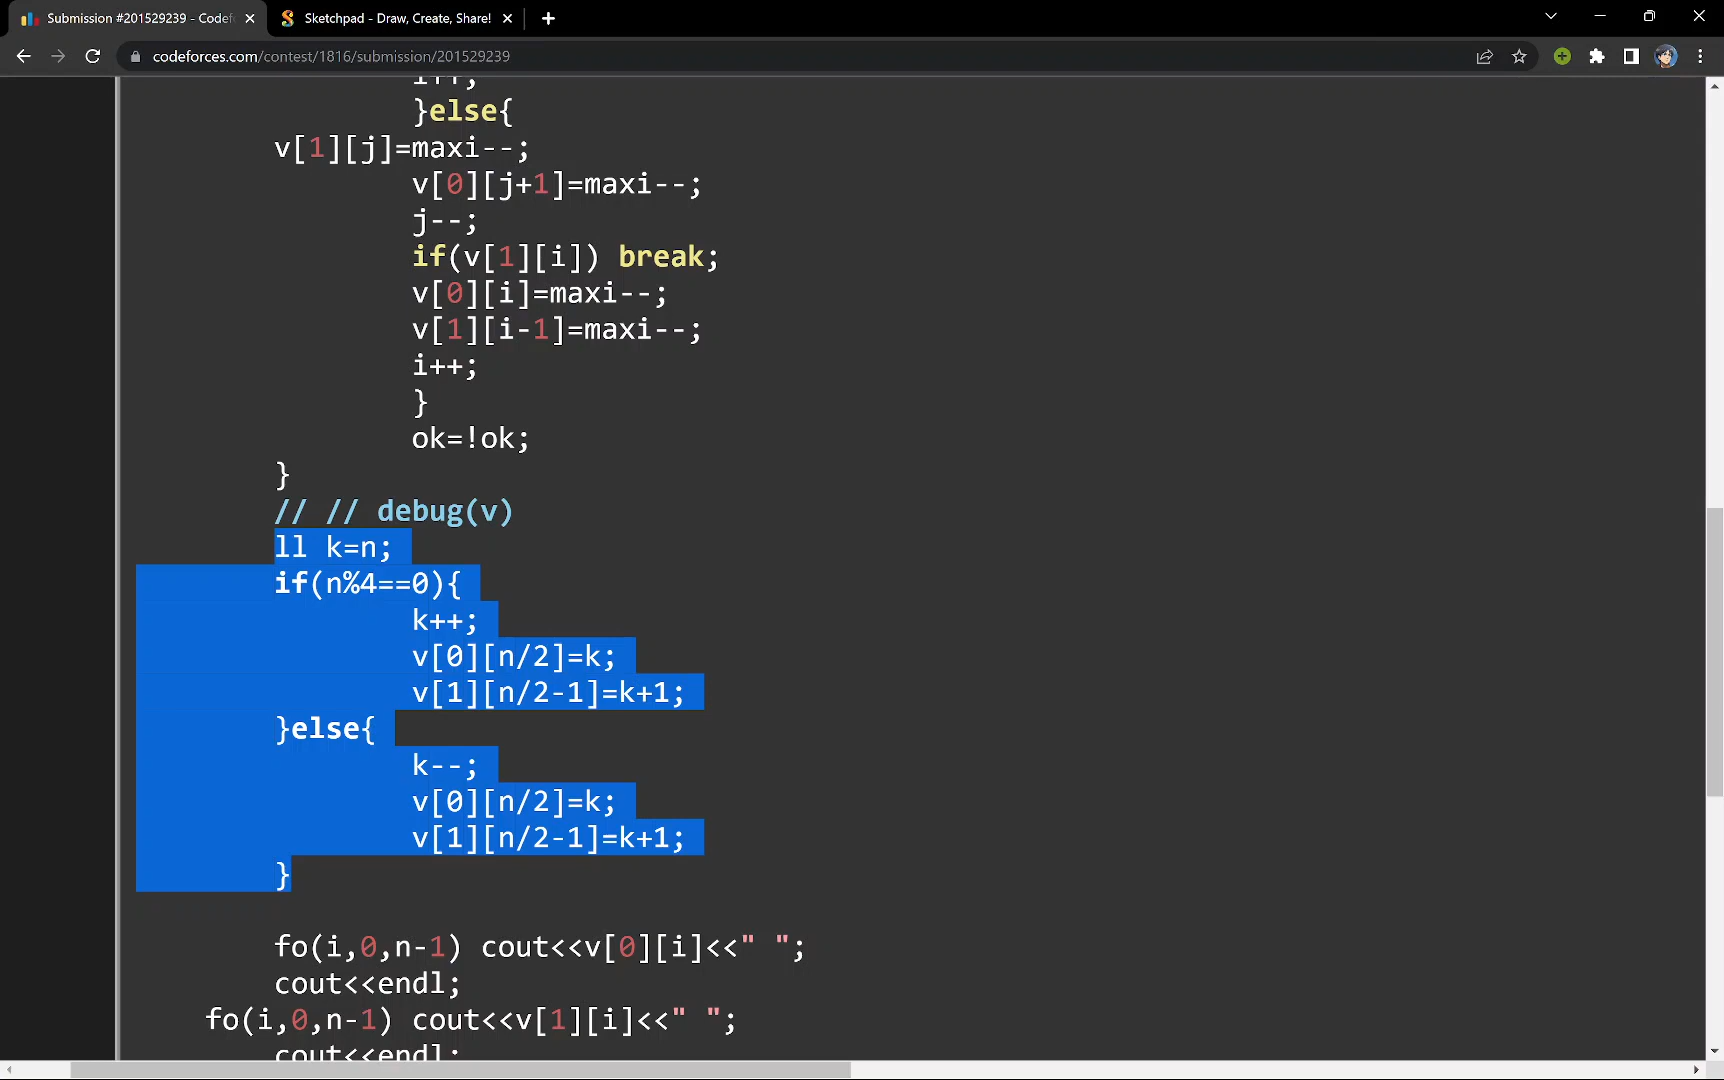 Submission #201529239 - Codef
Sketchpad - Draw, Create, Share!
codeforces.com/contest/1816/submission/201529239
i++;
}else{
v[1][j]=maxi--;
v[0][j+1]=maxi--;
j--;
if(v[1][i]) break;
v[0][i]=maxi--;
v[1][i-1]=maxi--;
i++;
}
ok=!ok;
}
// // debug(v)
ll k=n;
if(n%4==0){
k++;
v[0][n/2]=k;
v[1][n/2-1]=k+1;
}else{
k--;
v[0][n/2]=k;
v[1][n/2-1]=k+1;
}
fo(i,0,n-1) cout<<v[0][i]<<" ";
cout<<endl;
fo(i,0,n-1) cout<<v[1][i]<<" ";
cout<<endl;